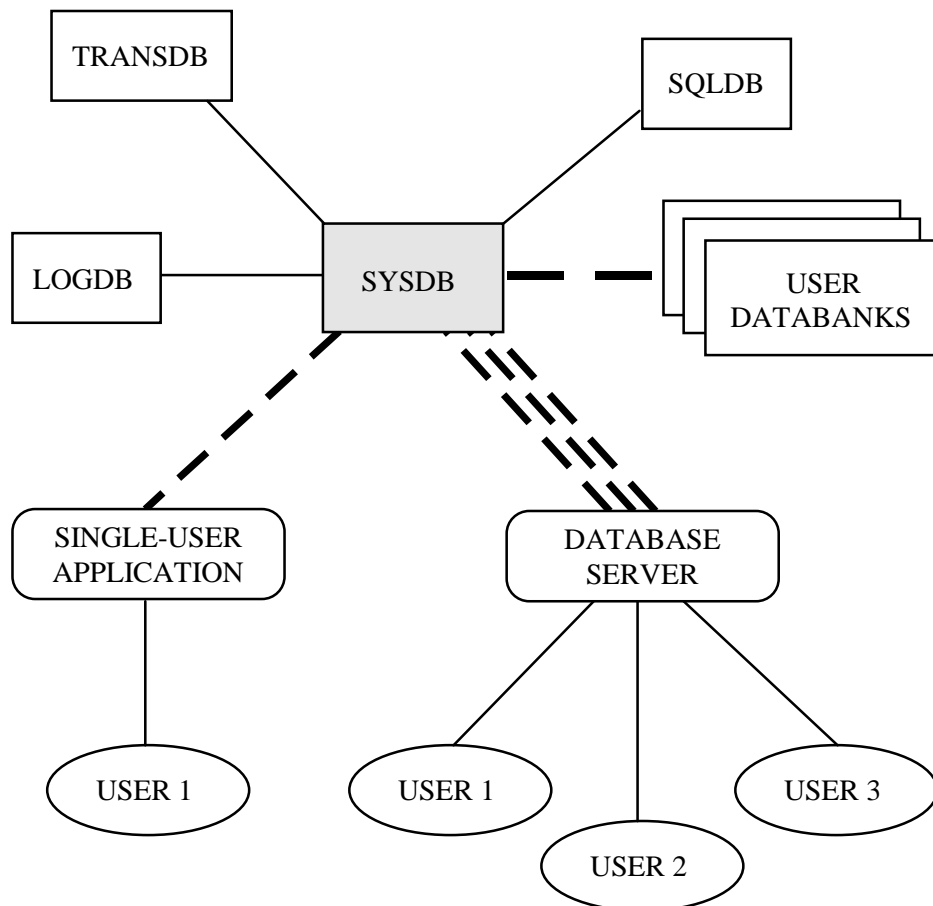 TRANSDB
SQLDB
LOGDB
SYSDB
USER
DATABANKS
SINGLE-USER
APPLICATION
DATABASE
SERVER
USER 1
USER 1
USER 3
USER 2